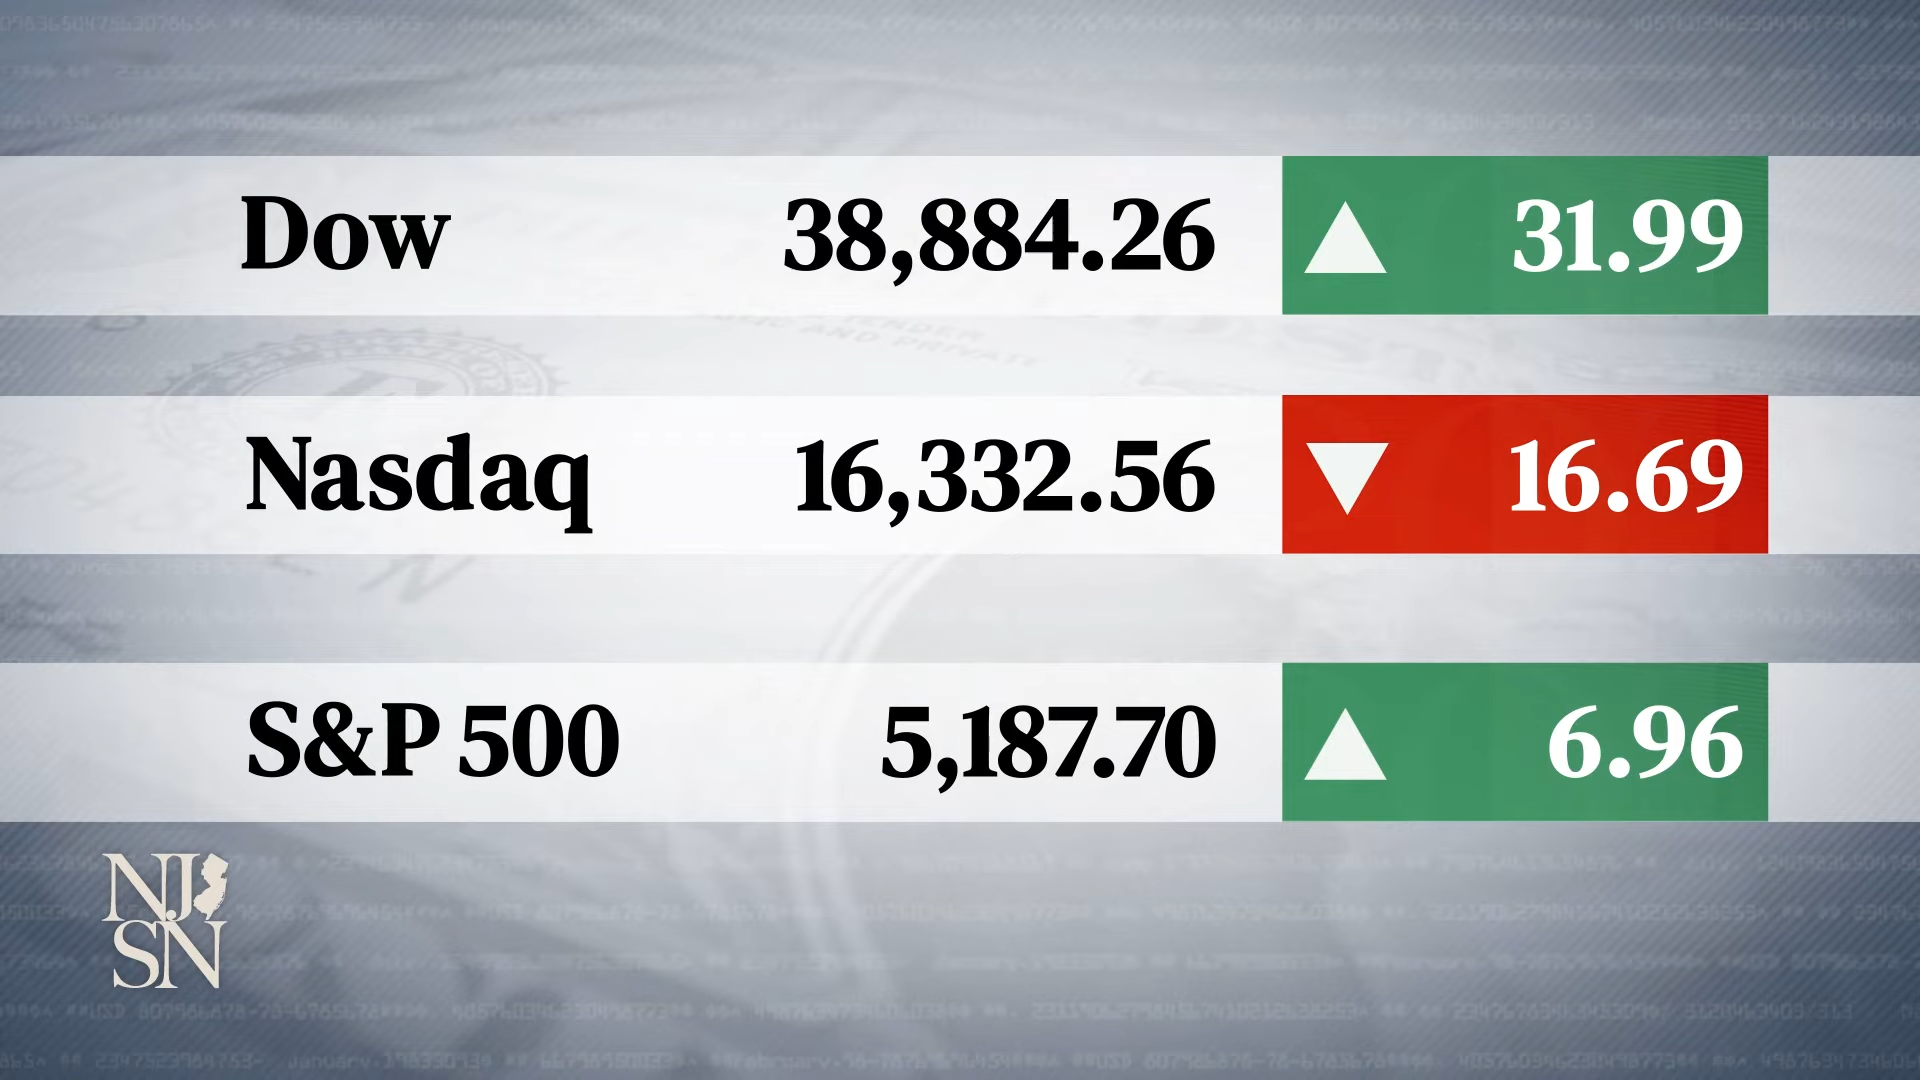 Dow 38,884.26 ▲ 31.99
Nasdaq 16,332.56 ▼ 16.69
S&P 500 5,187.70 ▲ 6.96
NJ
SN